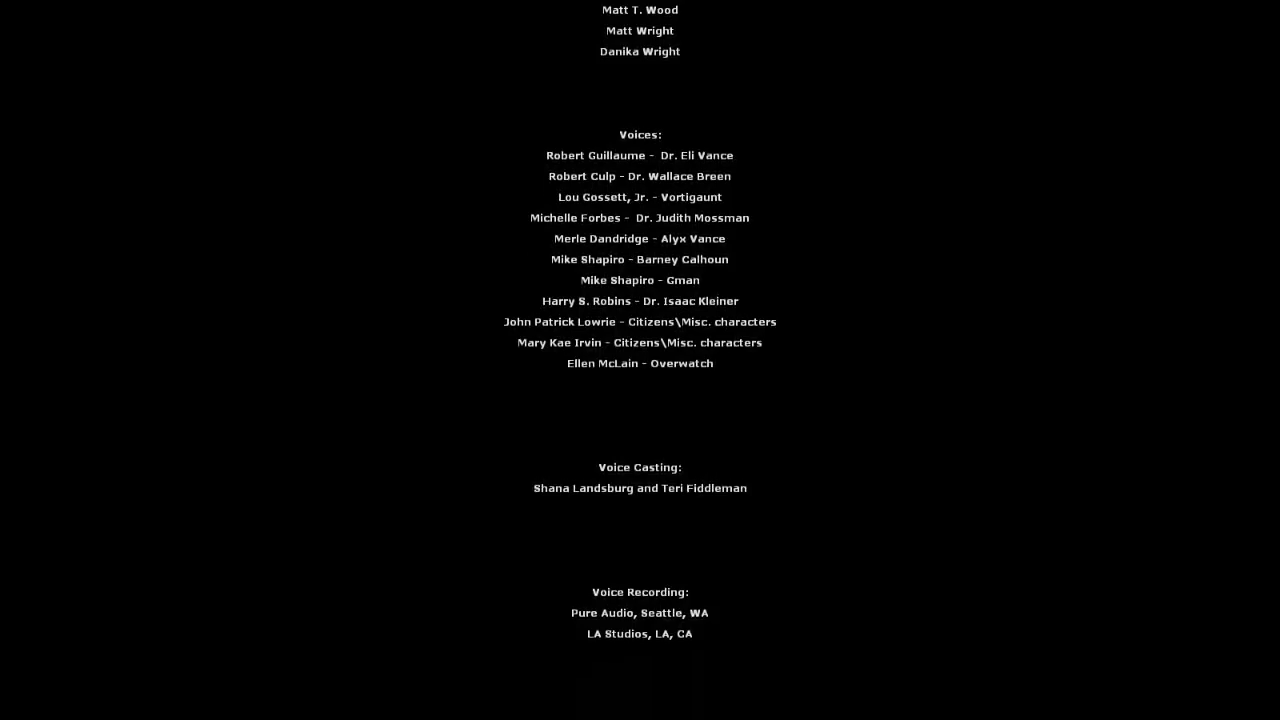 Matt T. Wood
Matt Wright
Danika Wright
Voices:
Robert Guillaume -  Dr. Eli Vance
Robert Culp - Dr. Wallace Breen
Lou Gossett, Jr. - Vortigaunt
Michelle Forbes -  Dr. Judith Mossman
Merle Dandridge - Alyx Vance
Mike Shapiro - Barney Calhoun
Mike Shapiro - Gman
Harry S. Robins - Dr. Isaac Kleiner
John Patrick Lowrie - Citizens\Misc. characters
Mary Kae Irvin - Citizens\Misc. characters
Ellen McLain - Overwatch
Voice Casting:
Shana Landsburg and Teri Fiddleman
Voice Recording:
Pure Audio, Seattle, WA
LA Studios, LA, CA